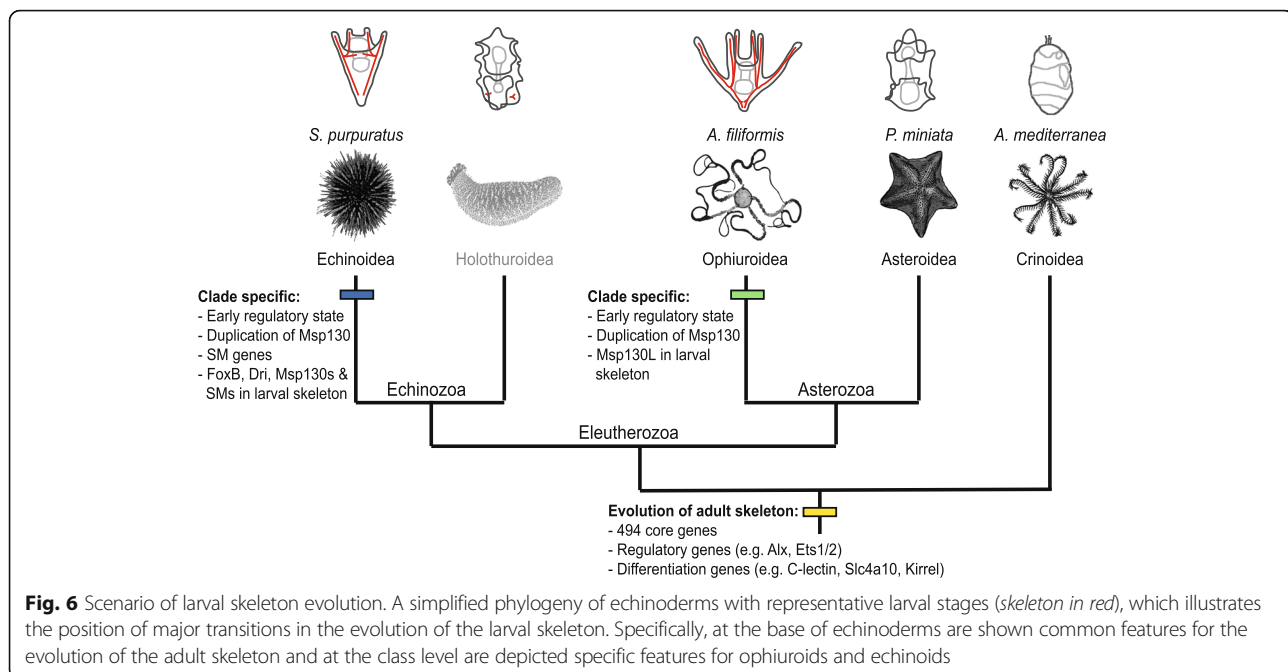 S. purpuratus
A. filiformis
P. miniata
A. mediterranea
Echinoidea
Holothuroidea
Ophiuroidea
Asteroidea
Crinoidea
Clade specific:
- Early regulatory state
- Duplication of Msp130
- SM genes
- FoxB, Dri, Msp130s &
SMs in larval skeleton
Clade specific:
- Early regulatory state
- Duplication of Msp130
- Msp130L in larval
skeleton
Echinozoa
Asterozoa
Eleutherozoa
Evolution of adult skeleton:
- 494 core genes
- Regulatory genes (e.g. Alx, Ets1/2)
- Differentiation genes (e.g. C-lectin, Slc4a10, Kirrel)
Fig. 6 Scenario of larval skeleton evolution. A simplified phylogeny of echinoderms with representative larval stages (skeleton in red), which illustrates
the position of major transitions in the evolution of the larval skeleton. Specifically, at the base of echinoderms are shown common features for the
evolution of the adult skeleton and at the class level are depicted specific features for ophiuroids and echinoids